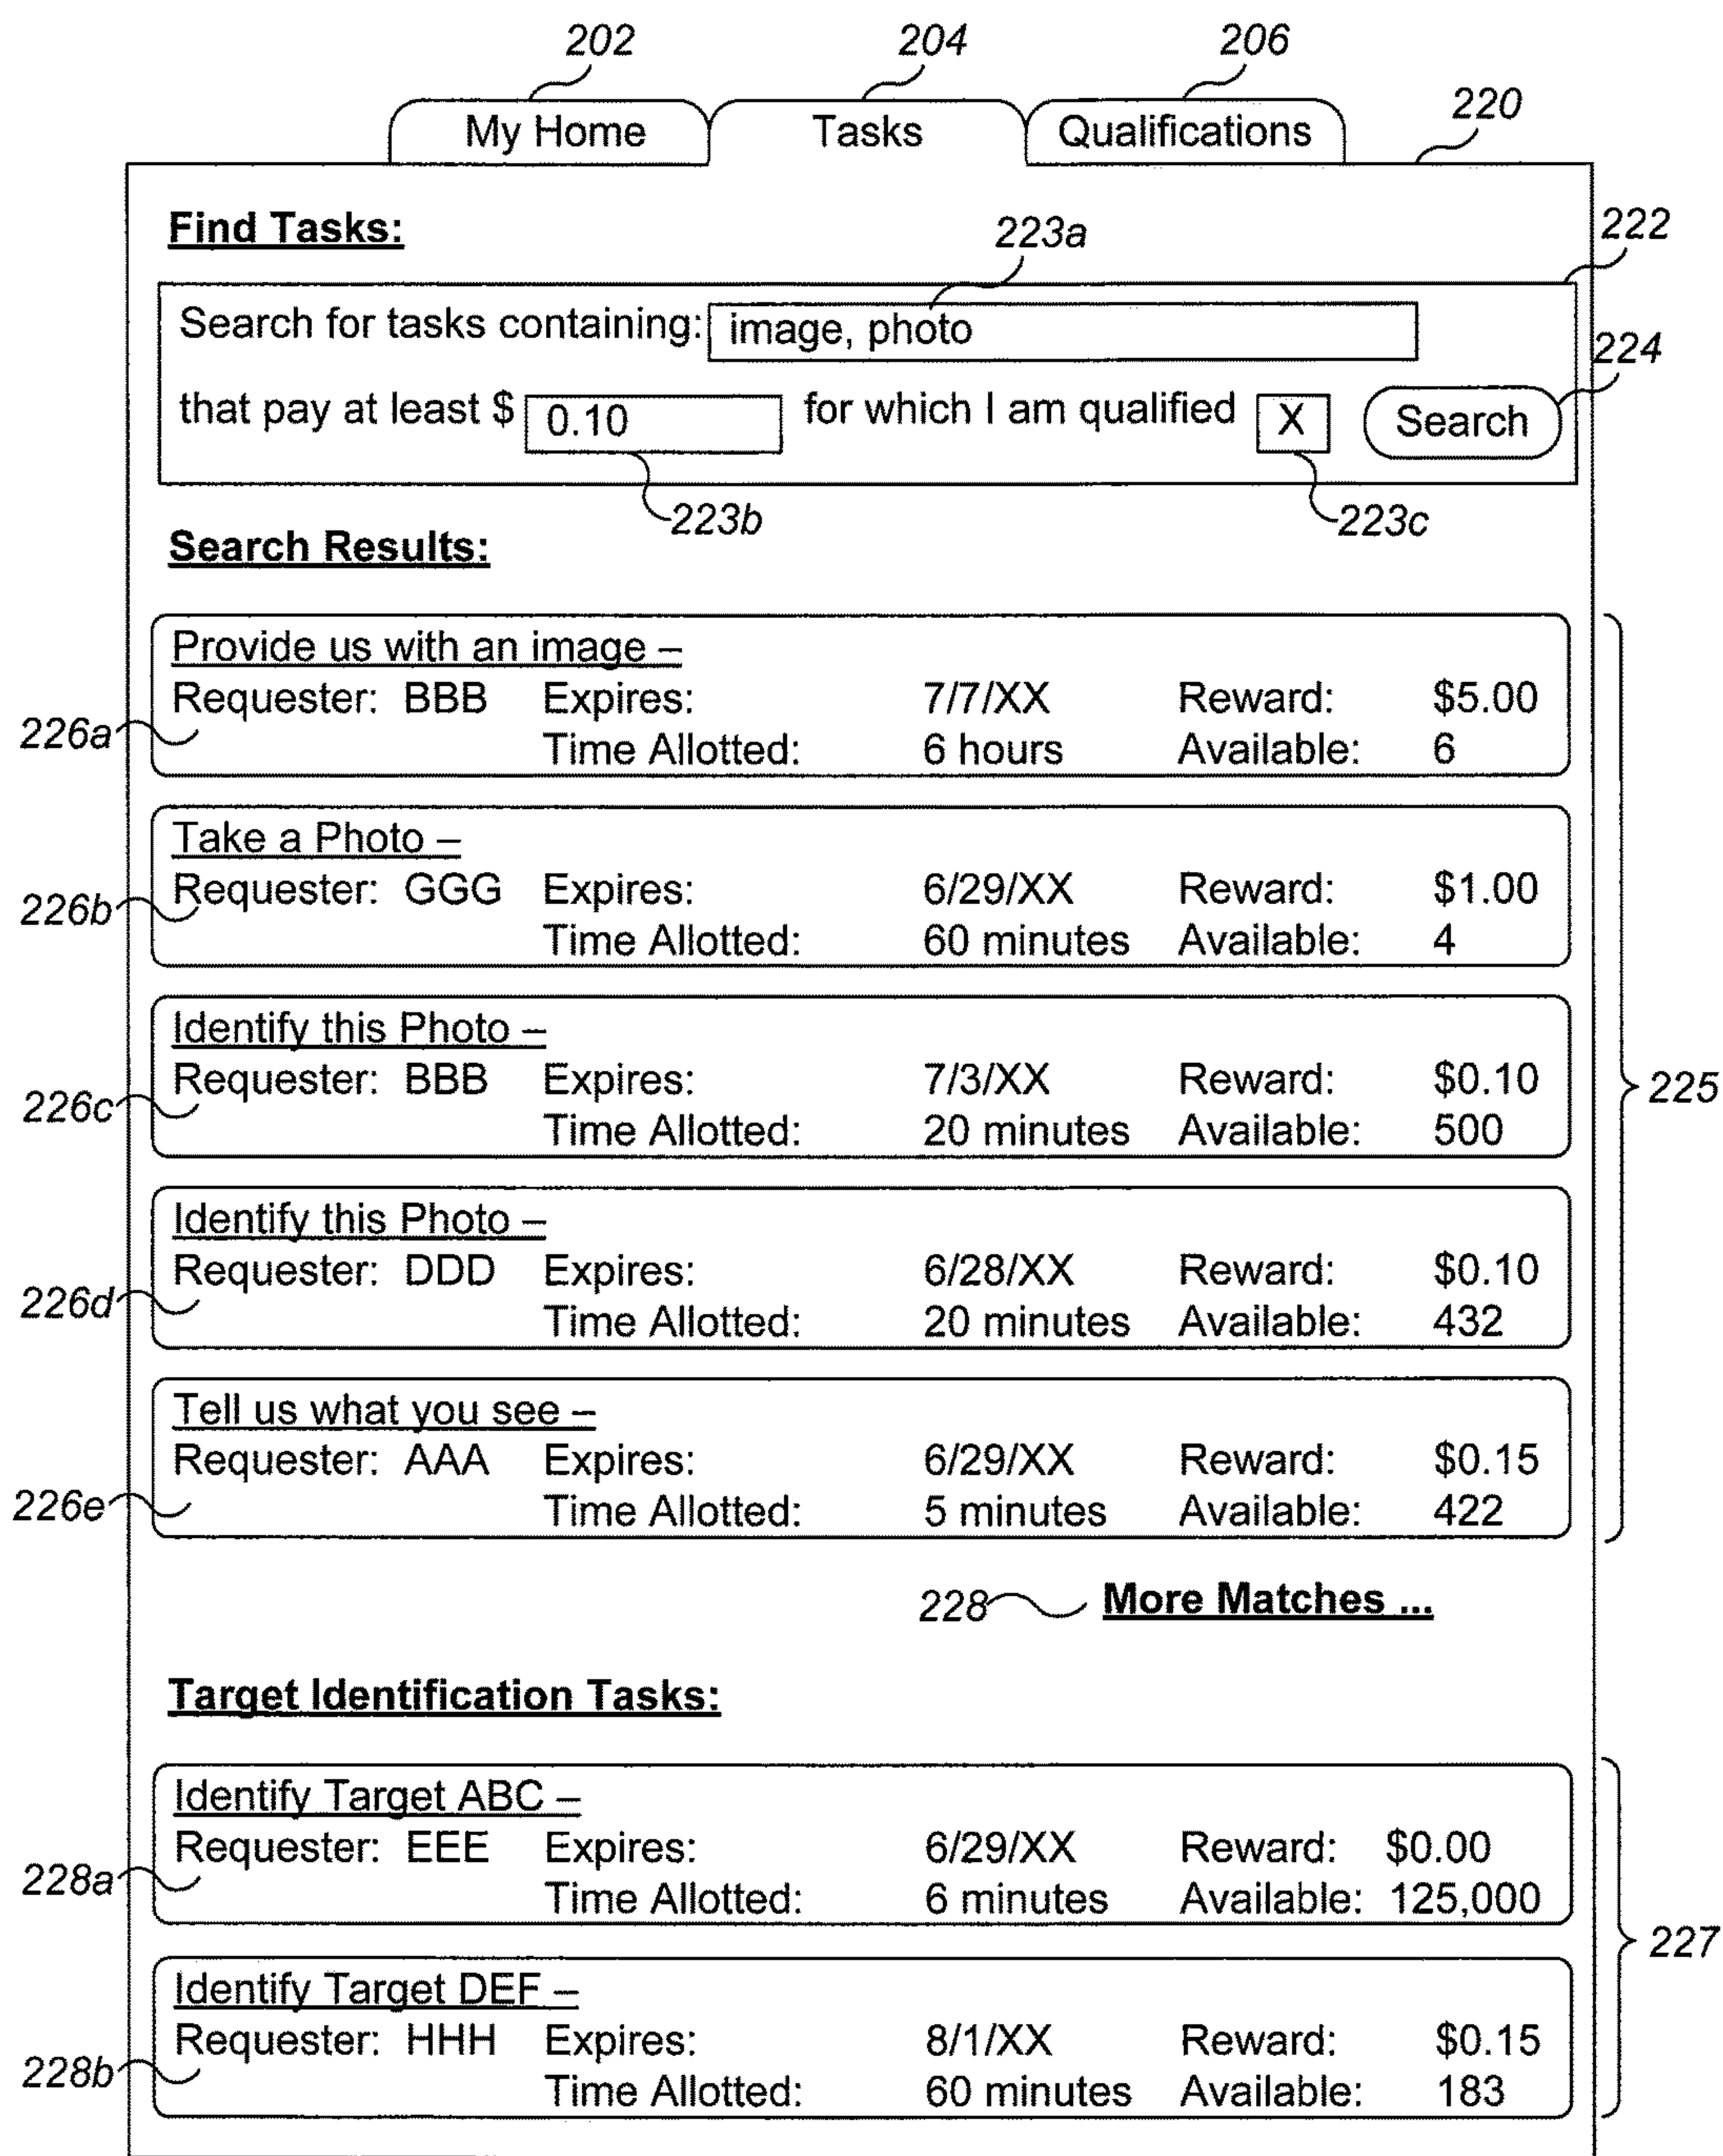 202 204 206
My Home Tasks Qualifications 220
Find Tasks: 223a 222
Search for tasks containing: image, photo
224
that pay at least $ 0.10 for which I am qualified X Search
223b 223c
Search Results:
Provide us with an image –
Requester: BBB Expires: 7/7/XX Reward: $5.00
226a Time Allotted: 6 hours Available: 6
Take a Photo –
Requester: GGG Expires: 6/29/XX Reward: $1.00
226b Time Allotted: 60 minutes Available: 4
Identify this Photo –
Requester: BBB Expires: 7/3/XX Reward: $0.10 225
226c Time Allotted: 20 minutes Available: 500
Identify this Photo –
Requester: DDD Expires: 6/28/XX Reward: $0.10
226d Time Allotted: 20 minutes Available: 432
Tell us what you see –
Requester: AAA Expires: 6/29/XX Reward: $0.15
226e Time Allotted: 5 minutes Available: 422
228 More Matches ...
Target Identification Tasks:
Identify Target ABC –
Requester: EEE Expires: 6/29/XX Reward: $0.00
228a Time Allotted: 6 minutes Available: 125,000
227
Identify Target DEF –
Requester: HHH Expires: 8/1/XX Reward: $0.15
228b Time Allotted: 60 minutes Available: 183